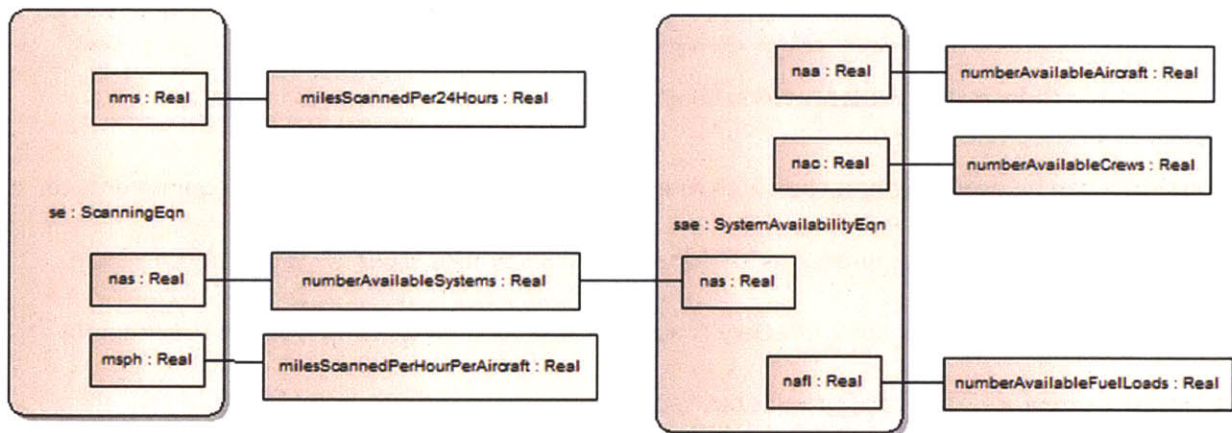 nms : Real
milesScannedPer24Hours : Real
se : ScanningEqn
nas : Real
numberAvailableSystems : Real
msph : Real
milesScannedPerHourPerAircraft : Real
naa : Real
numberAvailableAircraft : Real
nac : Real
numberAvailableCrews : Real
sae : SystemAvailabilityEqn
nas : Real
nafl : Real
numberAvailableFuelLoads : Real